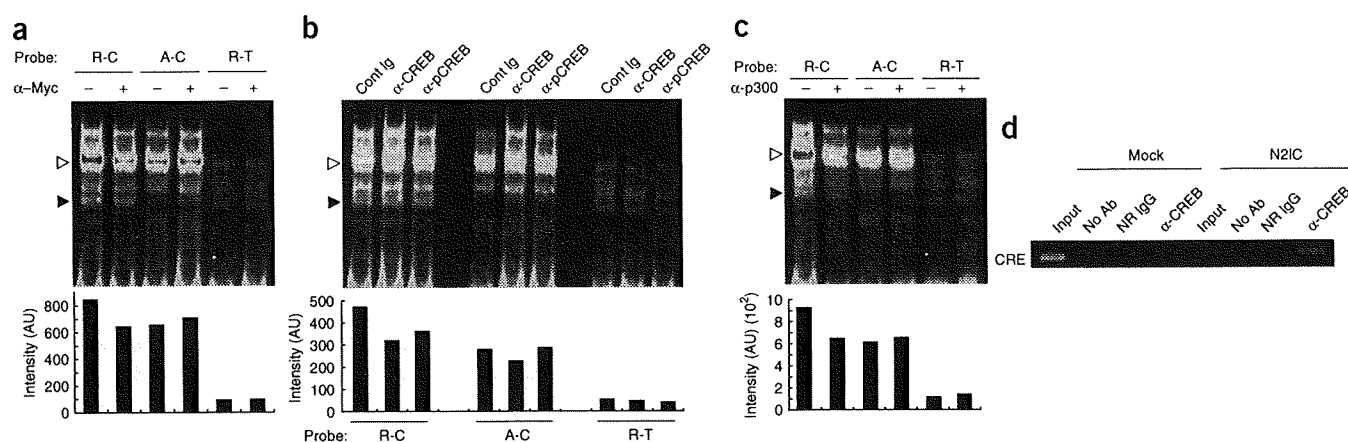 a
Probe: R-C A-C R-T
α-Myc – + – + – +
Intensity (AU)
800
600
400
200
0
b
Cont Ig α-CREB α-pCREB Cont Ig α-CREB α-pCREB Cont Ig α-CREB α-pCREB
Intensity (AU)
500
400
300
200
100
0
Probe: R-C A-C R-T
c
Probe: R-C A-C R-T
α-p300 – + – + – +
Intensity (AU) (10²)
10
8
6
4
2
0
d
Mock N2IC
Input No Ab NR IgG α-CREB Input No Ab NR IgG α-CREB
CRE